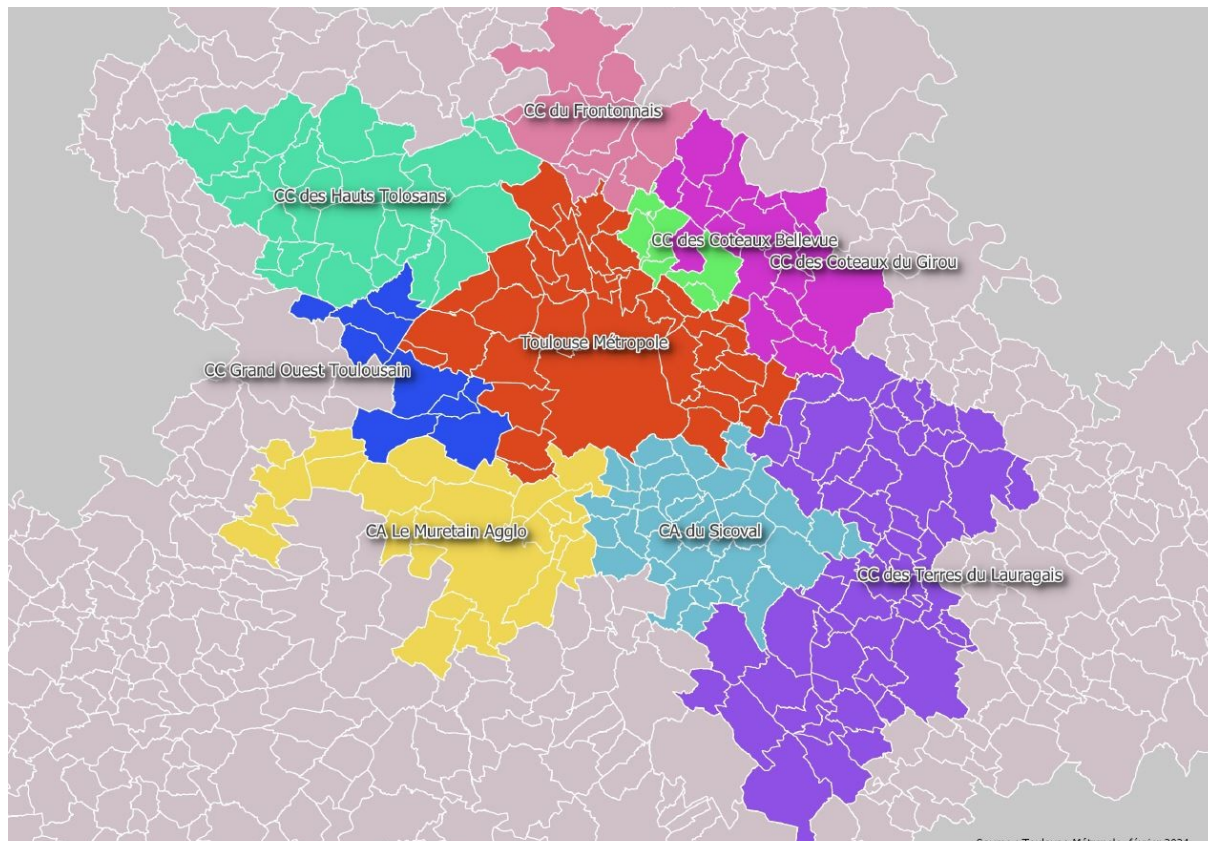 CC du Frontonnais
CC des Hauts Tolosans
CC des Coteaux Bellevue
CC des Coteaux du Girou
Toulouse Métropole
CC Grand Ouest Toulousain
CA Le Muretain Agglo
CA du Sicoval
CC des Terres du Lauragais